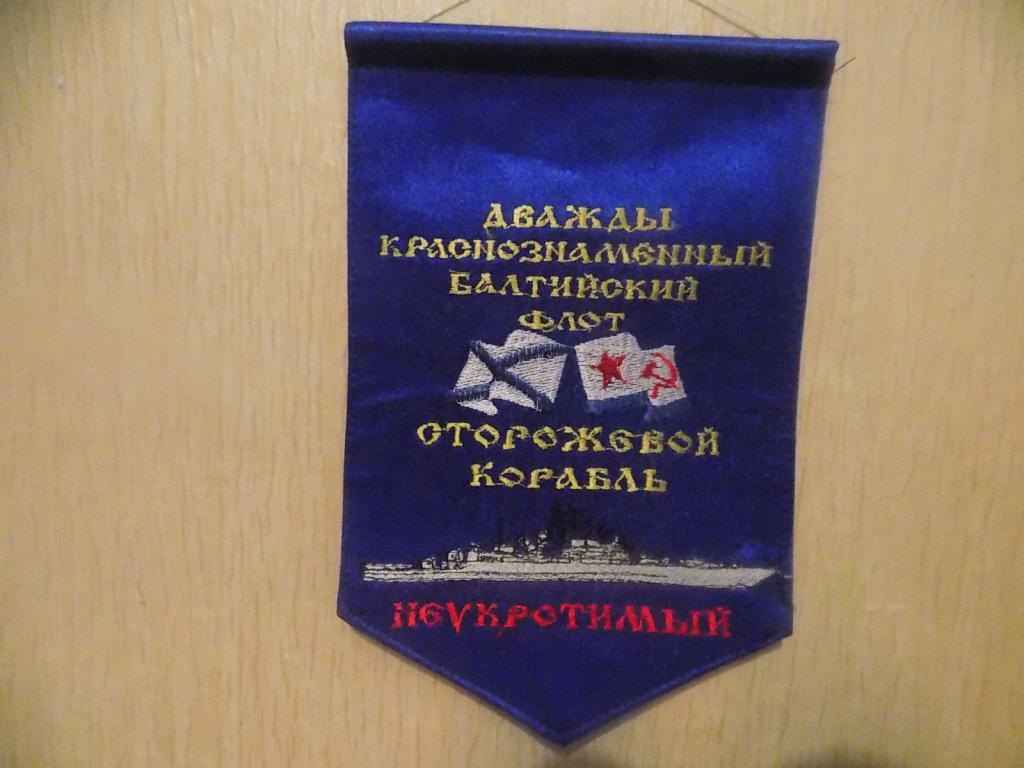 ДВАЖДЫ
КРАСНОЗНАМЕННЫЙ
БАЛТИЙСКИЙ
ФЛОТ
СТОРОЖЕВОЙ
КОРАБЛЬ
НЕУКРОТИМЫЙ